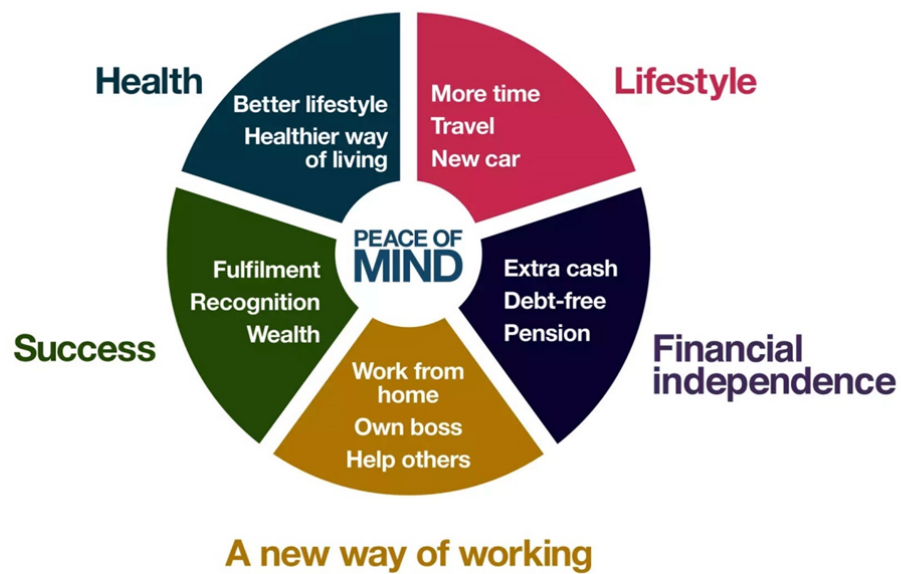 Health
Better lifestyle
Healthier way
of living
Lifestyle
More time
Travel
New car
PEACE OF
MIND
Success
Fulfilment
Recognition
Wealth
Financial
independence
Extra cash
Debt-free
Pension
Work from
home
Own boss
Help others
A new way of working